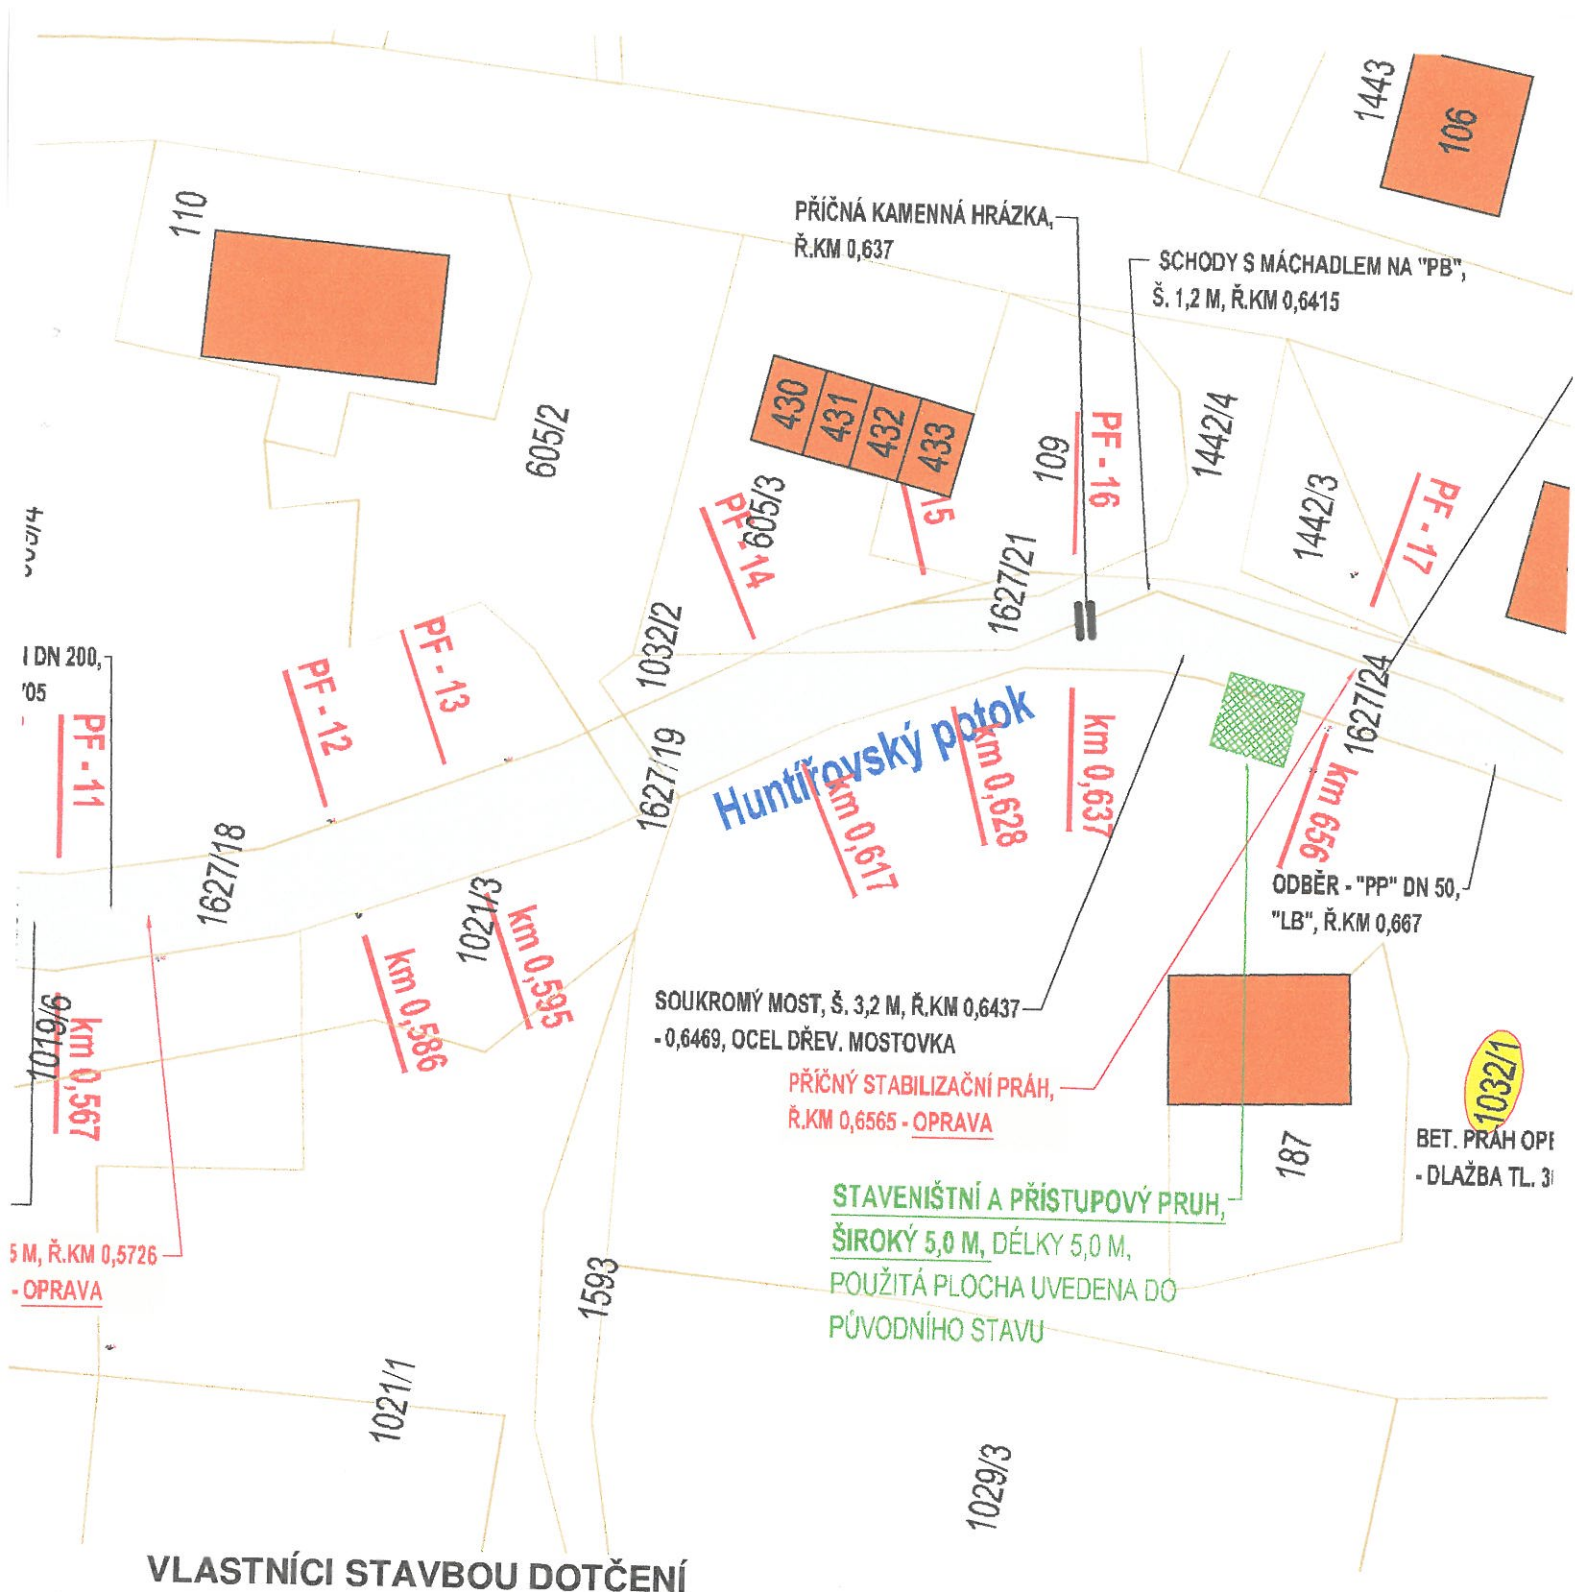 1443
106
110
PŘÍČNÁ KAMENNÁ HRÁZKA,
Ř.KM 0,637
SCHODY S MÁCHADLEM NA "PB",
Š. 1,2 M, Ř.KM 0,6415
605/2
430
431
432
433
109
PF - 16
1442/4
1442/3
PF - 17
605/3
PF - 14
15
1627/21
1032/2
DN 200,
PF - 13
PF - 12
PF - 11
1627/24
1627/19
Huntířovský potok
km 0,617
km 0,628
km 0,637
km 656
1627/18
1021/3
km 0,595
km 0,586
ODBĚR - "PP" DN 50,
"LB", Ř.KM 0,667
1019/6
km 0,567
SOUKROMÝ MOST, Š. 3,2 M, Ř.KM 0,6437
- 0,6469, OCEL DŘEV. MOSTOVKA
PŘÍČNÝ STABILIZAČNÍ PRÁH,
Ř.KM 0,6565 - OPRAVA
1032/1
187
BET. PRÁH
- DLAŽBA TL.
STAVENIŠTNÍ A PŘÍSTUPOVÝ PRUH,
ŠIROKÝ 5,0 M, DÉLKY 5,0 M,
POUŽITÁ PLOCHA UVEDENA DO
PŮVODNÍHO STAVU
5 M, Ř.KM 0,5726
- OPRAVA
1593
1021/1
1029/3
VLASTNÍCI STAVBOU DOTČENÍ